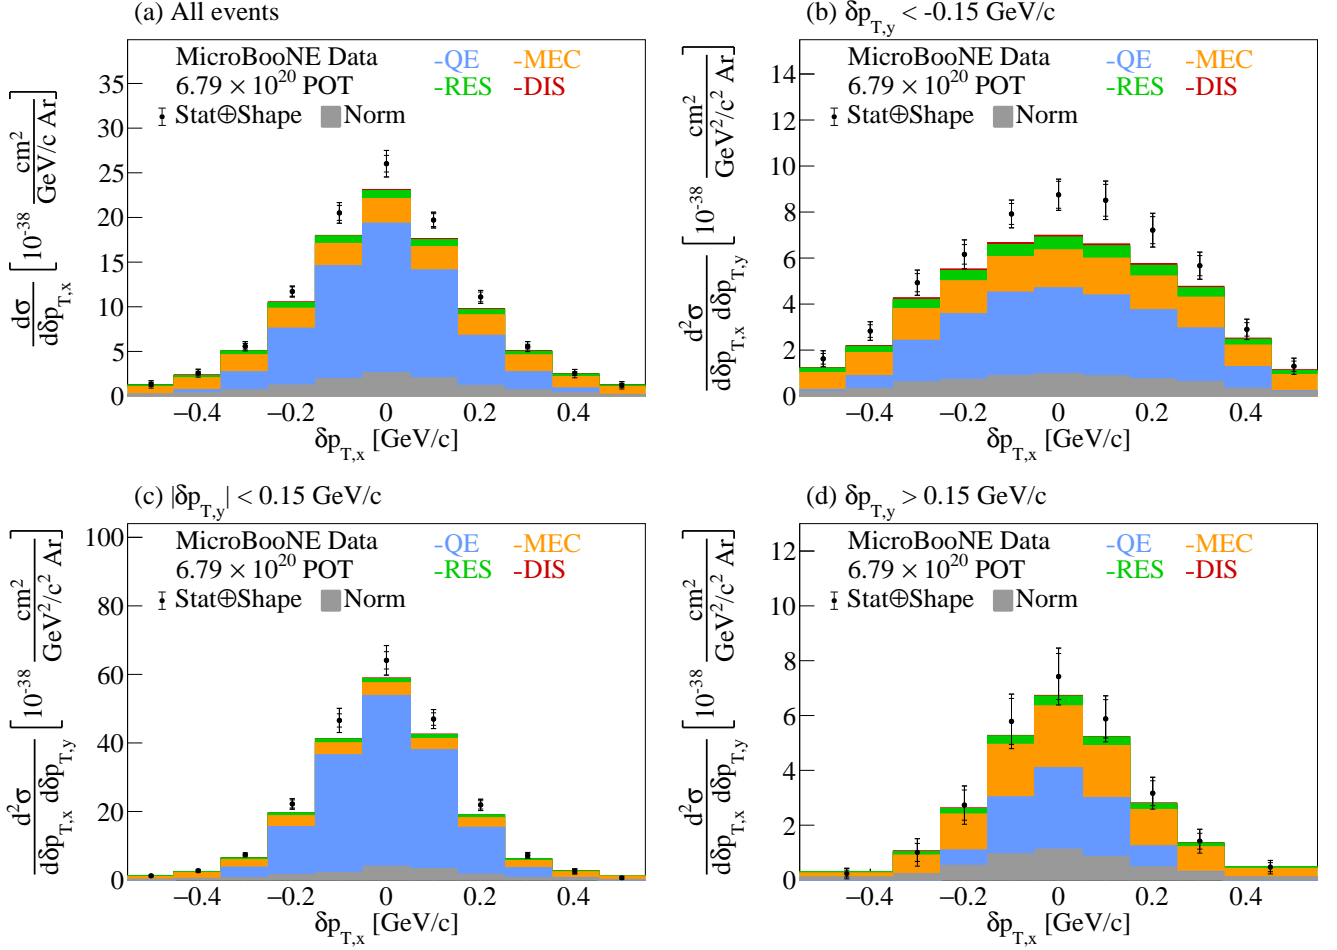 (a) All events
MicroBooNE Data
6.79 × 10^20 POT
Stat⊕Shape Norm
-QE -MEC
-RES -DIS
dσ/dδp_T,x [10^-38 cm^2/GeV/c Ar]
35
30
25
20
15
10
5
0
−0.4 −0.2 0 0.2 0.4
δp_T,x [GeV/c]
(b) δp_T,y < -0.15 GeV/c
MicroBooNE Data
6.79 × 10^20 POT
Stat⊕Shape Norm
-QE -MEC
-RES -DIS
d^2σ/dδp_T,x dδp_T,y [10^-38 cm^2/GeV^2/c^2 Ar]
14
12
10
8
6
4
2
0
−0.4 −0.2 0 0.2 0.4
δp_T,x [GeV/c]
(c) |δp_T,y| < 0.15 GeV/c
MicroBooNE Data
6.79 × 10^20 POT
Stat⊕Shape Norm
-QE -MEC
-RES -DIS
d^2σ/dδp_T,x dδp_T,y [10^-38 cm^2/GeV^2/c^2 Ar]
100
80
60
40
20
0
−0.4 −0.2 0 0.2 0.4
δp_T,x [GeV/c]
(d) δp_T,y > 0.15 GeV/c
MicroBooNE Data
6.79 × 10^20 POT
Stat⊕Shape Norm
-QE -MEC
-RES -DIS
d^2σ/dδp_T,x dδp_T,y [10^-38 cm^2/GeV^2/c^2 Ar]
12
10
8
6
4
2
0
−0.4 −0.2 0 0.2 0.4
δp_T,x [GeV/c]